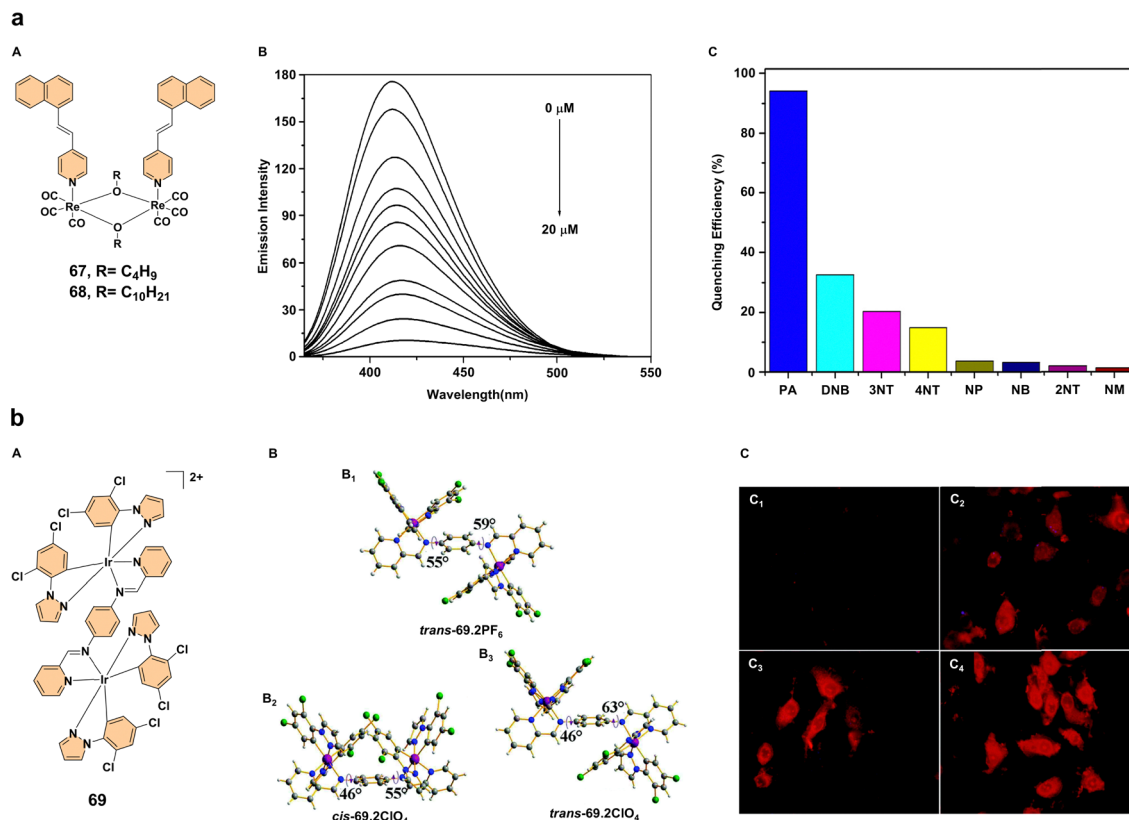 a
A
N
N
R
O
OC
Re
Re
CO
OC
CO
CO
CO
O
CO
R
67, R= C4H9
68, R= C10H21
B
180
150
120
90
60
30
0
Emission Intensity
0 μM
20 μM
400
450
500
550
Wavelength(nm)
C
100
80
60
40
20
0
Quenching Efficiency (%)
PA
DNB
3NT
4NT
NP
NB
2NT
NM
b
A
2+
Cl
Cl
N
N
Cl
Ir
N
Cl
N
N
N
N
N
N
Cl
N
Ir
N
Cl
Cl
N
N
Cl
69
B
B1
59°
55°
trans-69.2PF6
B2
46°
55°
cis-69.2ClO4
B3
63°
46°
trans-69.2ClO4
C
C1
C2
C3
C4